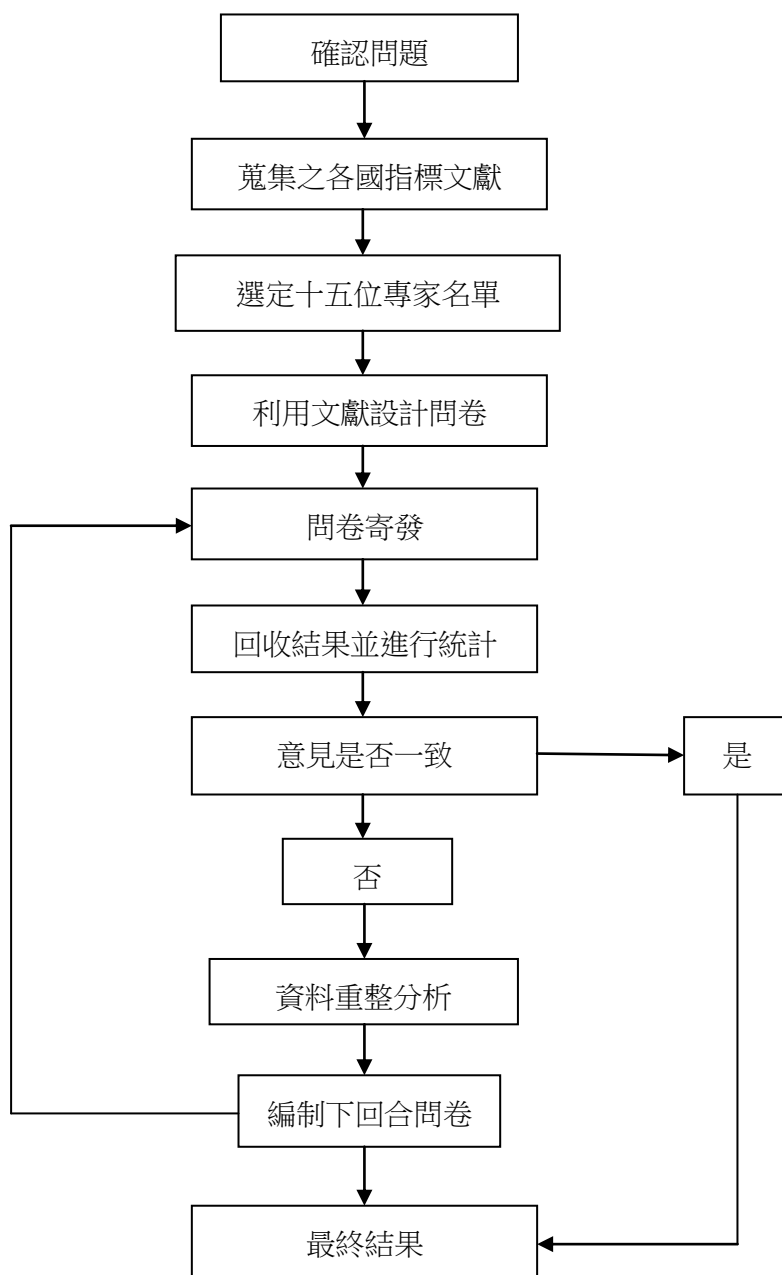 確認問題
蒐集之各國指標文獻
選定十五位專家名單
利用文獻設計問卷
問卷寄發
回收結果並進行統計
意見是否一致
是
否
資料重整分析
編制下回合問卷
最終結果